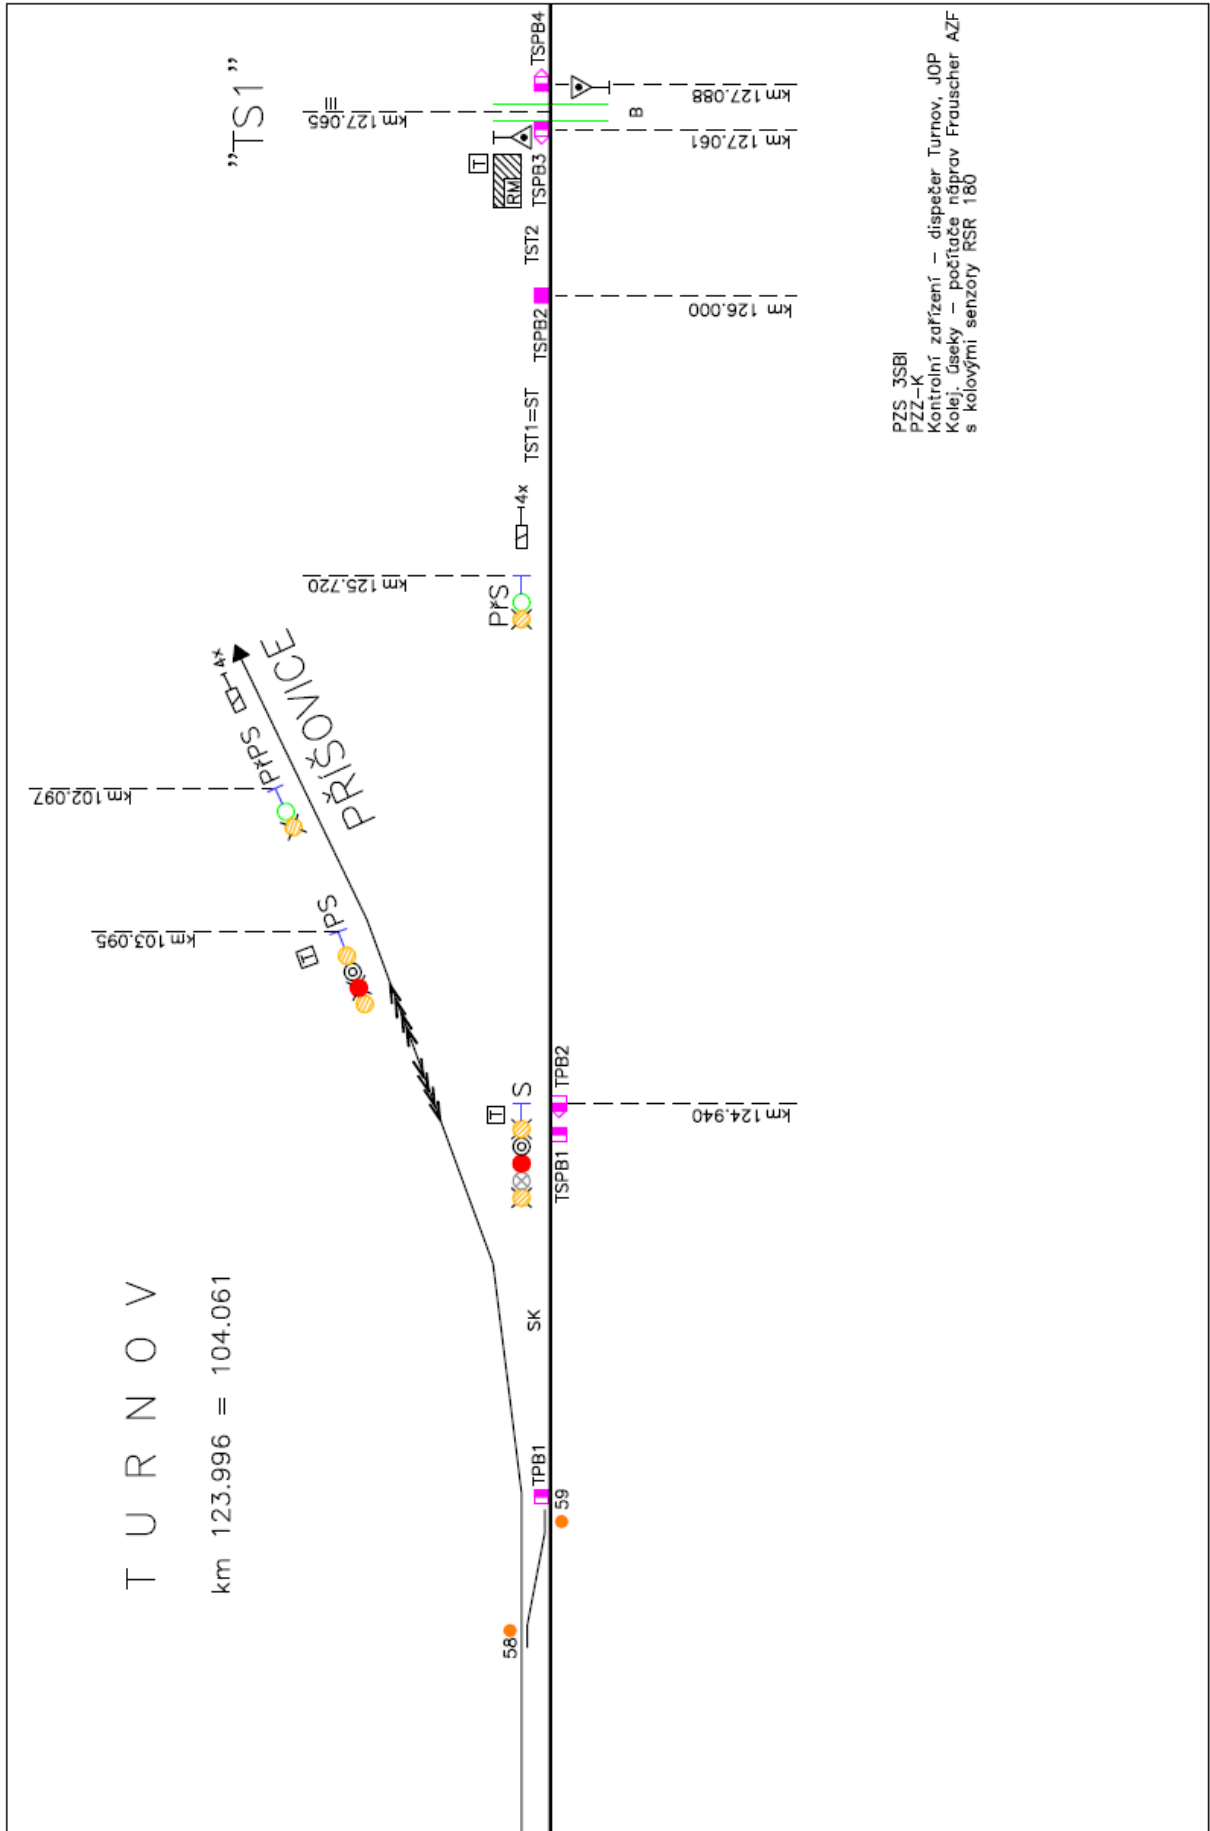 TURNOV
km 123.996 = 104.061
58
59
TPB1
SK
TSPB1
TPB2
T
S
km 124.940
T
PS
km 103.095
PŘÍŠOVICE
PřPS
4x
km 102.097
PřS
km 125.720
4x
TST1=ST
TSPB2
km 126.000
TST2
RM
T
TSPB3
"TS1"
km 127.065
III
B
km 127.061
km 127.088
TSPB4
PZS 3SBI
PZZ-K
Kontrolní zařízení – dispečer Turnov, JOP
Kolej. úseky – počítače náprav Frauscher AZF
s kolovými senzory RSR 180